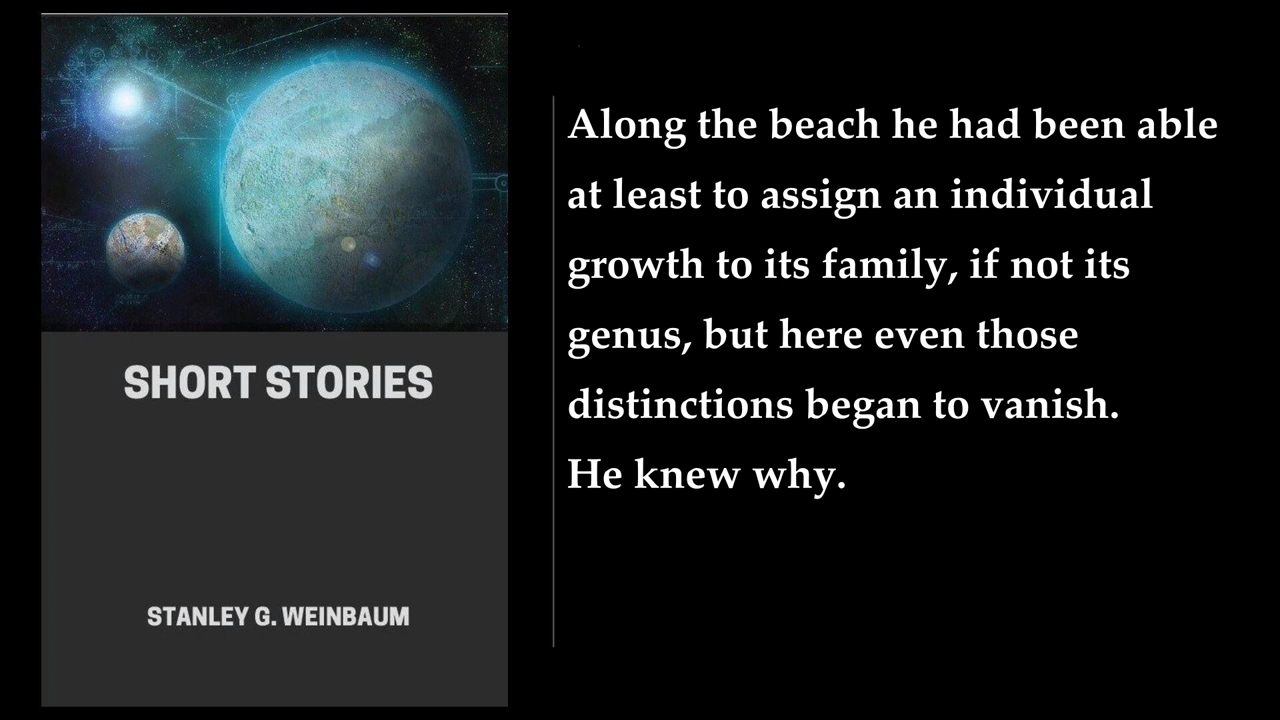 SHORT STORIES
STANLEY G. WEINBAUM
Along the beach he had been able
at least to assign an individual
growth to its family, if not its
genus, but here even those
distinctions began to vanish.
He knew why.